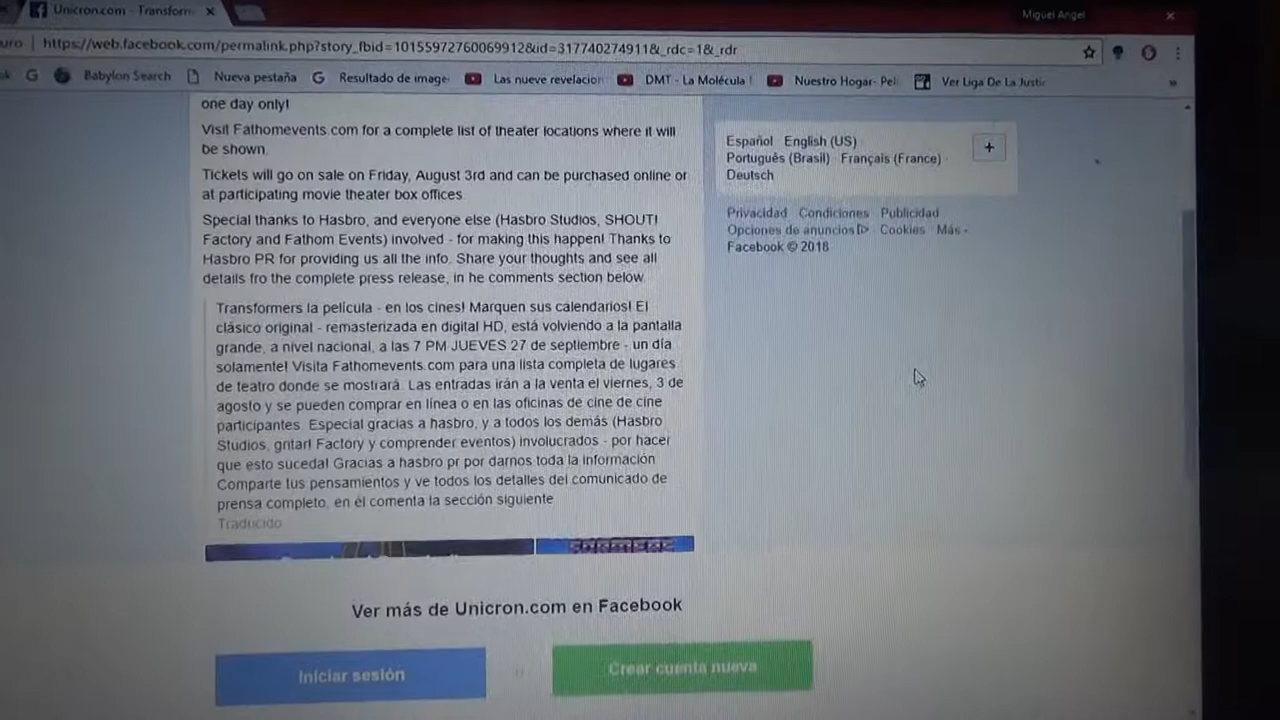 Unicron.com - Transform
Miguel Angel
uro https://web.facebook.com/permalink.php?story_fbid=10155972760069912&id=317740274911&_rdc=1&_rdr
Babylon Search Nueva pestaña Resultado de image Las nueve revelacion DMT - La Molécula Nuestro Hogar- Pel Ver Liga De La Justic
one day only!
Visit Fathomevents.com for a complete list of theater locations where it will
be shown.
Tickets will go on sale on Friday, August 3rd and can be purchased online or
at participating movie theater box offices.
Special thanks to Hasbro, and everyone else (Hasbro Studios, SHOUT!
Factory and Fathom Events) involved - for making this happen! Thanks to
Hasbro PR for providing us all the info. Share your thoughts and see all
details fro the complete press release, in he comments section below.
Transformers la película - en los cines! Marquen sus calendarios! El
clásico original - remasterizada en digital HD, está volviendo a la pantalla
grande, a nivel nacional, a las 7 PM JUEVES 27 de septiembre - un día
solamente! Visita Fathomevents.com para una lista completa de lugares
de teatro donde se mostrará. Las entradas irán a la venta el viernes, 3 de
agosto y se pueden comprar en línea o en las oficinas de cine de cine
participantes. Especial gracias a hasbro, y a todos los demás (Hasbro
Studios, gritar! Factory y comprender eventos) involucrados - por hacer
que esto suceda! Gracias a hasbro pr por darnos toda la información
Comparte tus pensamientos y ve todos los detalles del comunicado de
prensa completo, en el comenta la sección siguiente
Traducido
Español English (US)
Português (Brasil) Français (France)
Deutsch
+
Privacidad Condiciones Publicidad
Opciones de anuncios Cookies Más
Facebook © 2018
Ver más de Unicron.com en Facebook
Iniciar sesión
Crear cuenta nueva